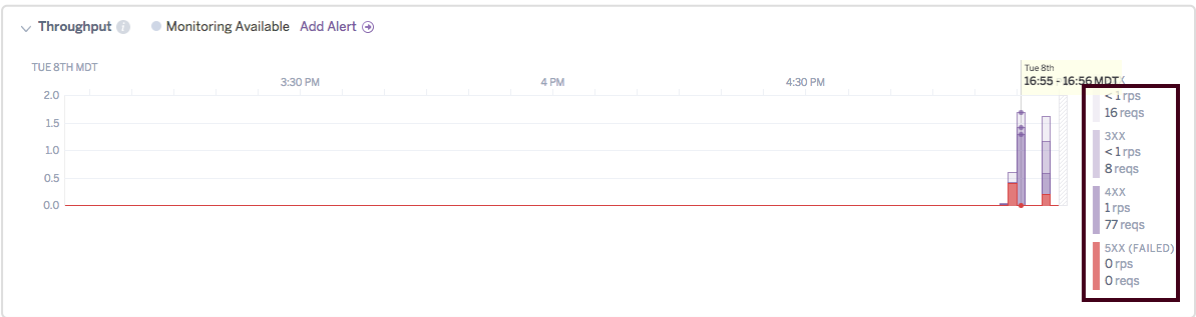 Throughput Monitoring Available Add Alert
TUE 8TH MDT
3:30 PM 4 PM 4:30 PM
Tue 8th
16:55 - 16:56 MDT
2.0
1.5
1.0
0.5
0.0
< 1 rps
16 reqs
3XX
< 1 rps
8 reqs
4XX
1 rps
77 reqs
5XX (FAILED)
0 rps
0 reqs